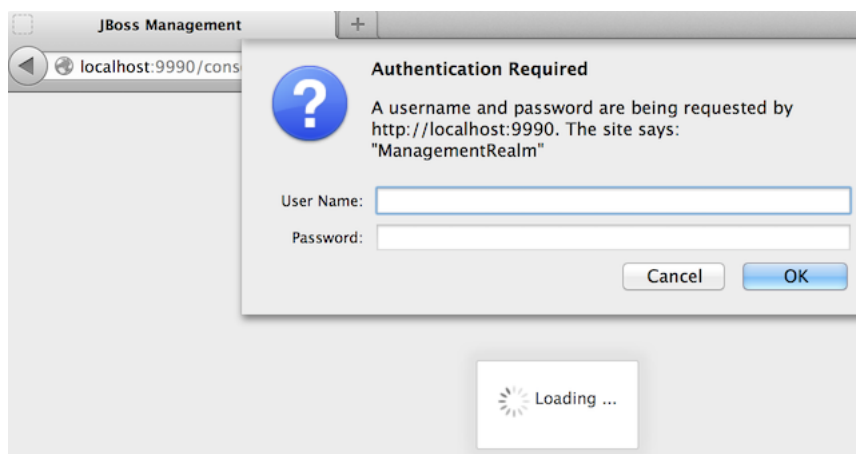 JBoss Management
+
localhost:9990/cons
Authentication Required
A username and password are being requested by
http://localhost:9990. The site says:
"ManagementRealm"
User Name:
Password:
Cancel OK
Loading ...